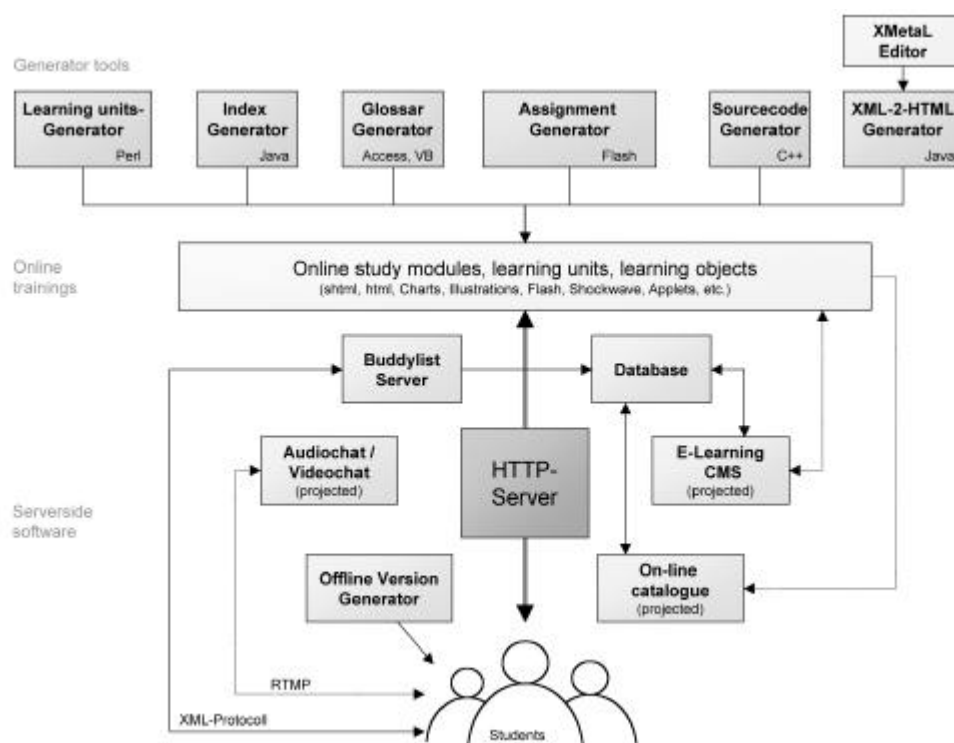 XMetaL
Editor
Generator tools
Learning units-
Generator
Perl
Index
Generator
Java
Glossar
Generator
Access, VB
Assignment
Generator
Flash
Sourcecode
Generator
C++
XML-2-HTML
Generator
Java
Online
trainings
Online study modules, learning units, learning objects
(shtml, html, Charts, Illustrations, Flash, Shockwave, Applets, etc.)
Buddylist
Server
Database
Audiochat /
Videochat
(projected)
HTTP-
Server
E-Learning
CMS
(projected)
Serverside
software
Offline Version
Generator
On-line
catalogue
(projected)
RTMP
XML-Protocoll
Students